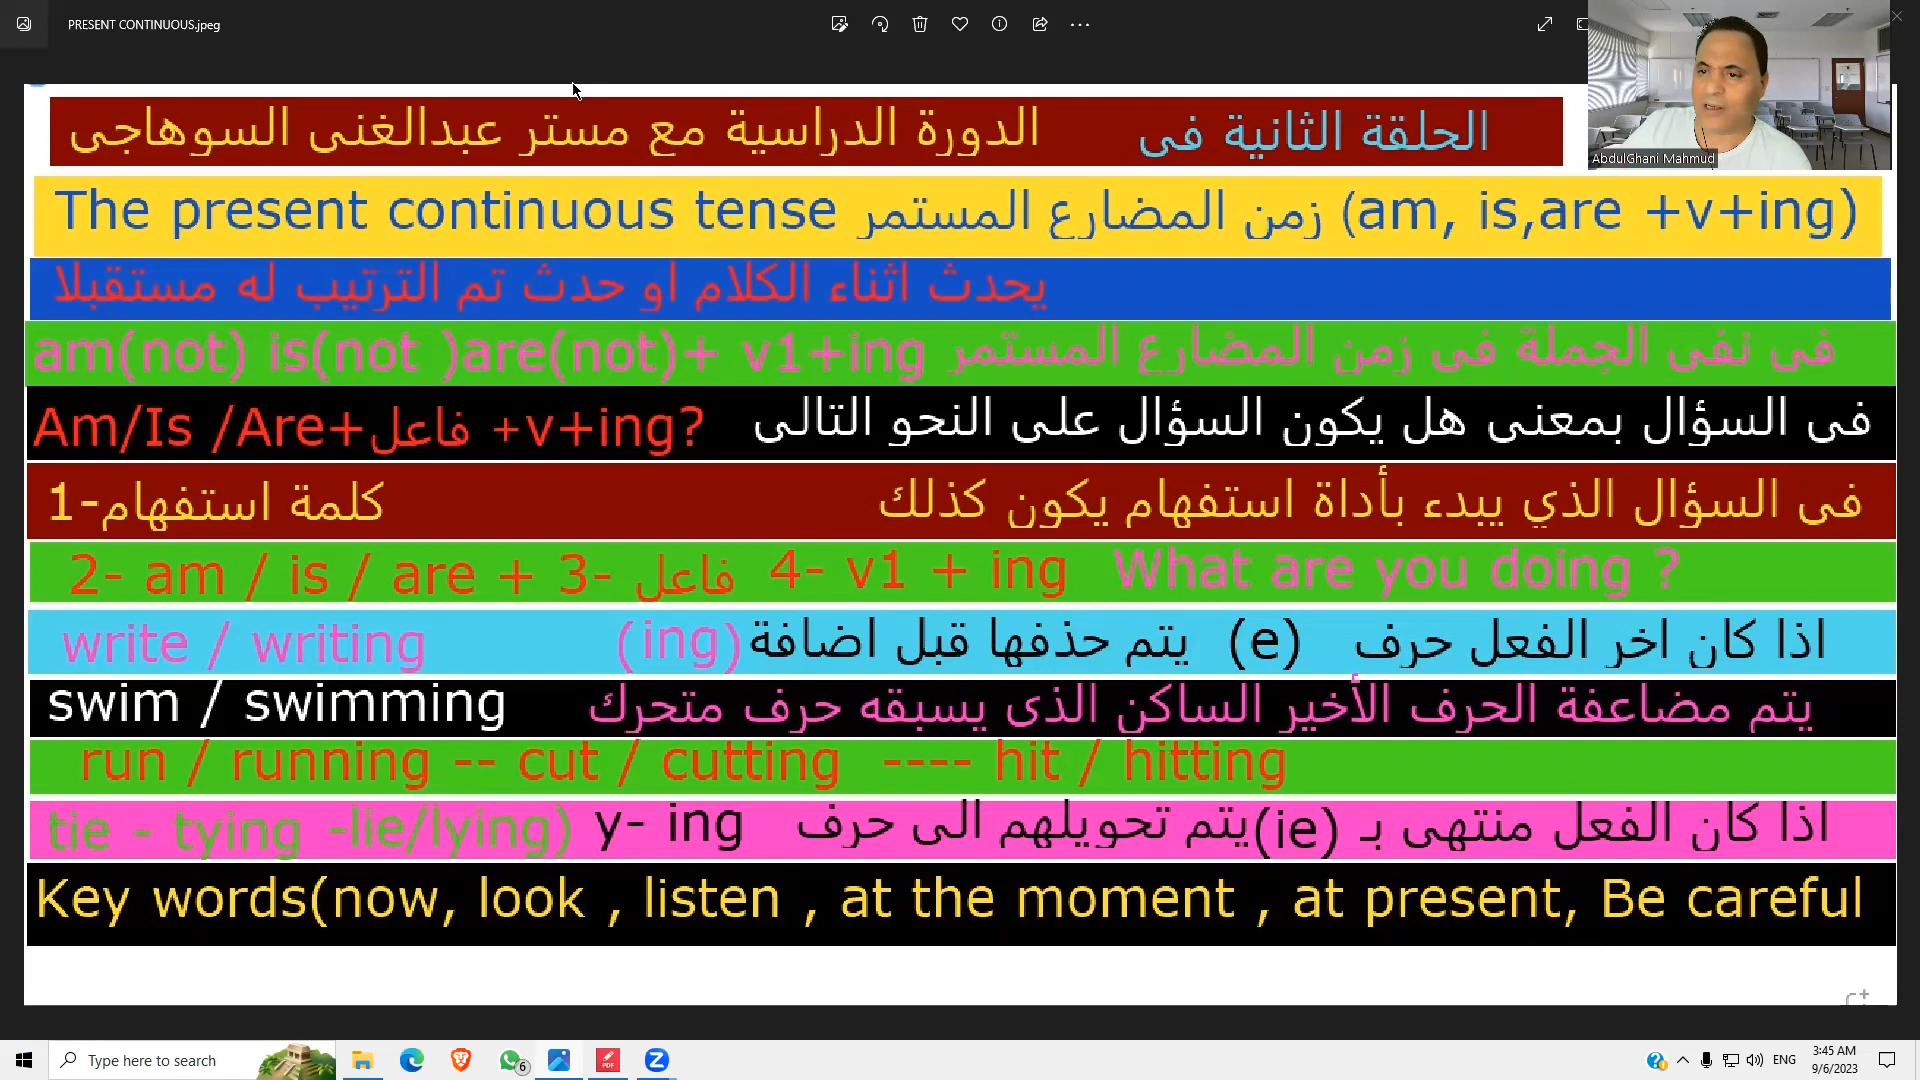 PRESENT CONTINUOUS.jpeg
AbdulGhani Mahmud
الحلقة الثانية فى الدورة الدراسية مع مستر عبدالغنى السوهاجى
The present continuous tense زمن المضارع المستمر (am, is,are +v+ing)
يحدث اثناء الكلام او حدث تم الترتيب له مستقبلا
am(not) is(not )are(not)+ v1+ing فى نفى الجملة فى زمن المضارع المستمر
Am/Is /Are+فاعل +v+ing? فى السؤال بمعنى هل يكون السؤال على النحو التالى
فى السؤال الذي يبدء بأداة استفهام يكون كذلك 1-كلمة استفهام
2- am / is / are + 3- فاعل 4- v1 + ing What are you doing ?
اذا كان اخر الفعل حرف (e) يتم حذفها قبل اضافة (ing) write / writing
swim / swimming يتم مضاعفة الحرف الأخير الساكن الذى يسبقه حرف متحرك
run / running -- cut / cutting ---- hit / hitting
اذا كان الفعل منتهى بـ (ie) يتم تحويلهم الى حرف y- ing tie - tying -lie/lying)
Key words(now, look , listen , at the moment , at present, Be careful
Type here to search
6
PDF
ENG
3:45 AM
9/6/2023